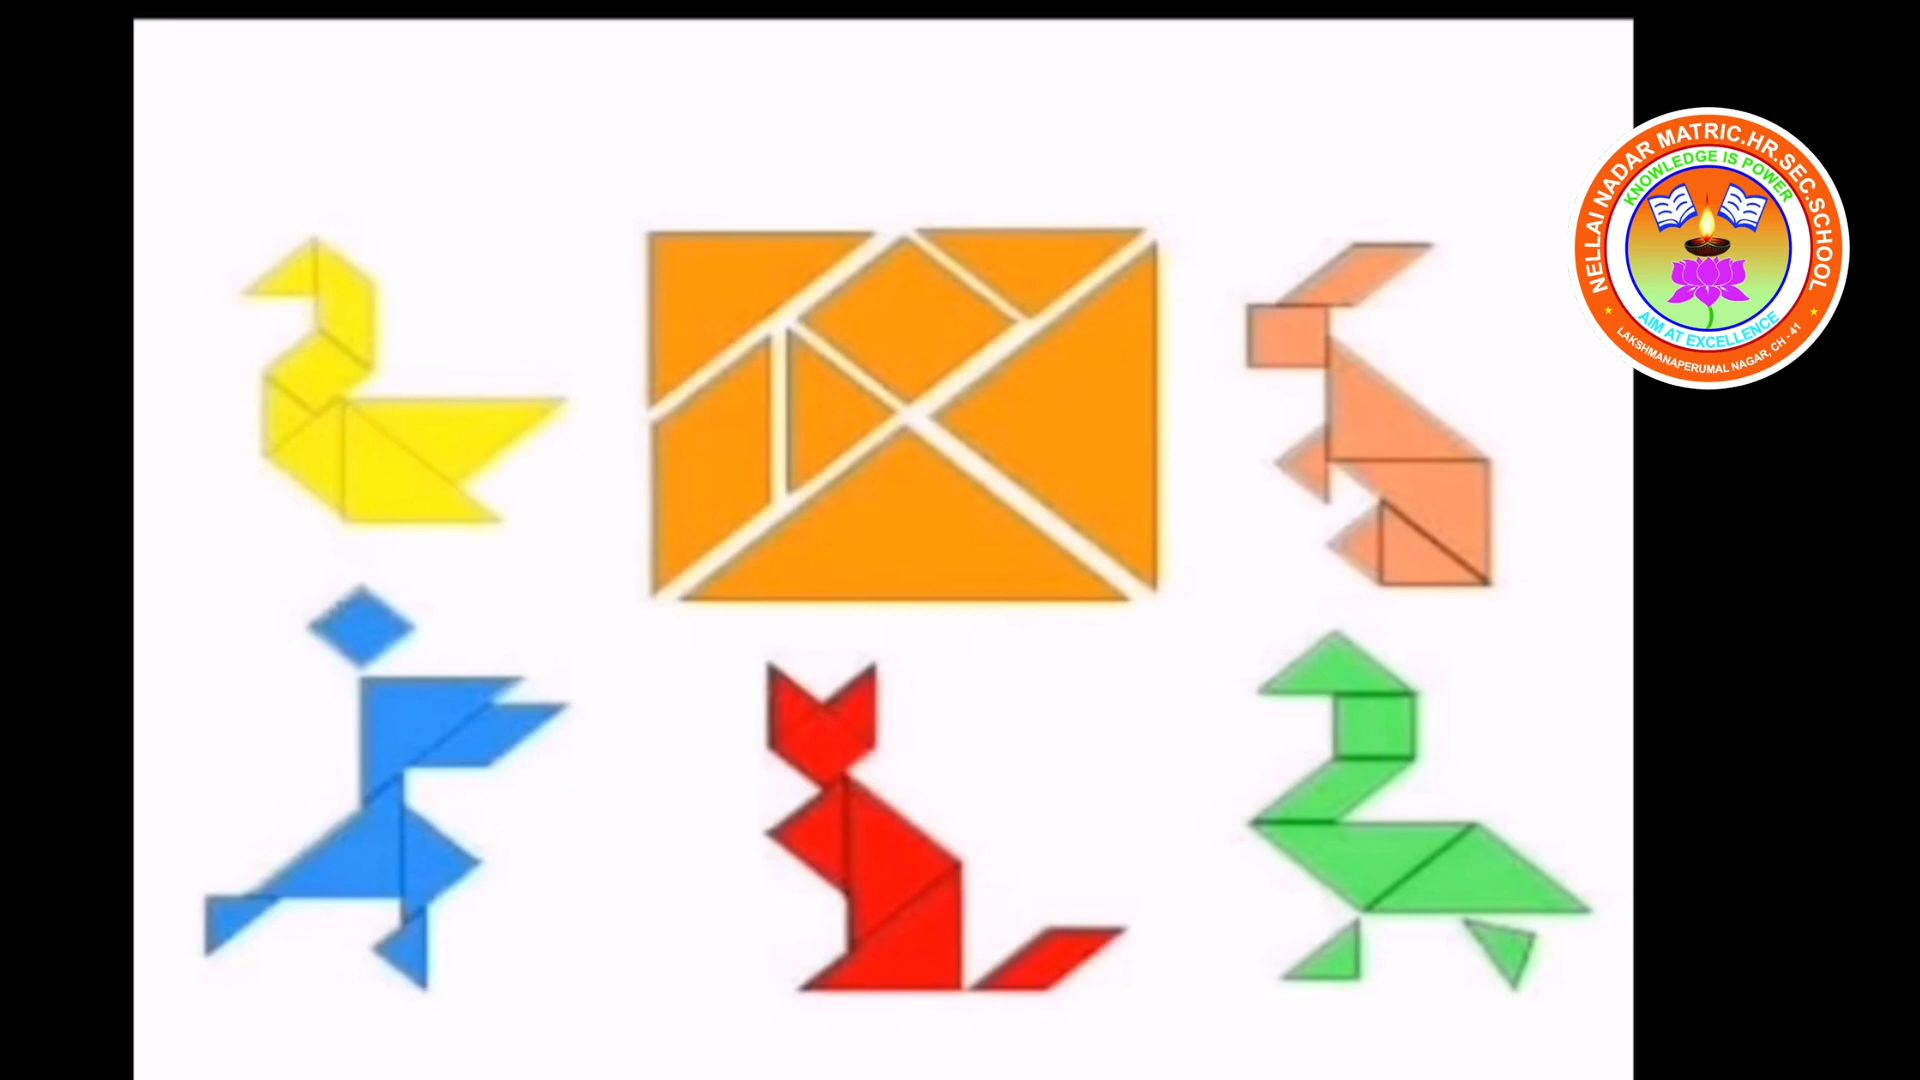 NELLAI NADAR MATRIC.HR.SEC.SCHOOL
KNOWLEDGE IS POWER
AIM AT EXCELLENCE
LAKSHMANAPERUMAL NAGAR, CH - 41